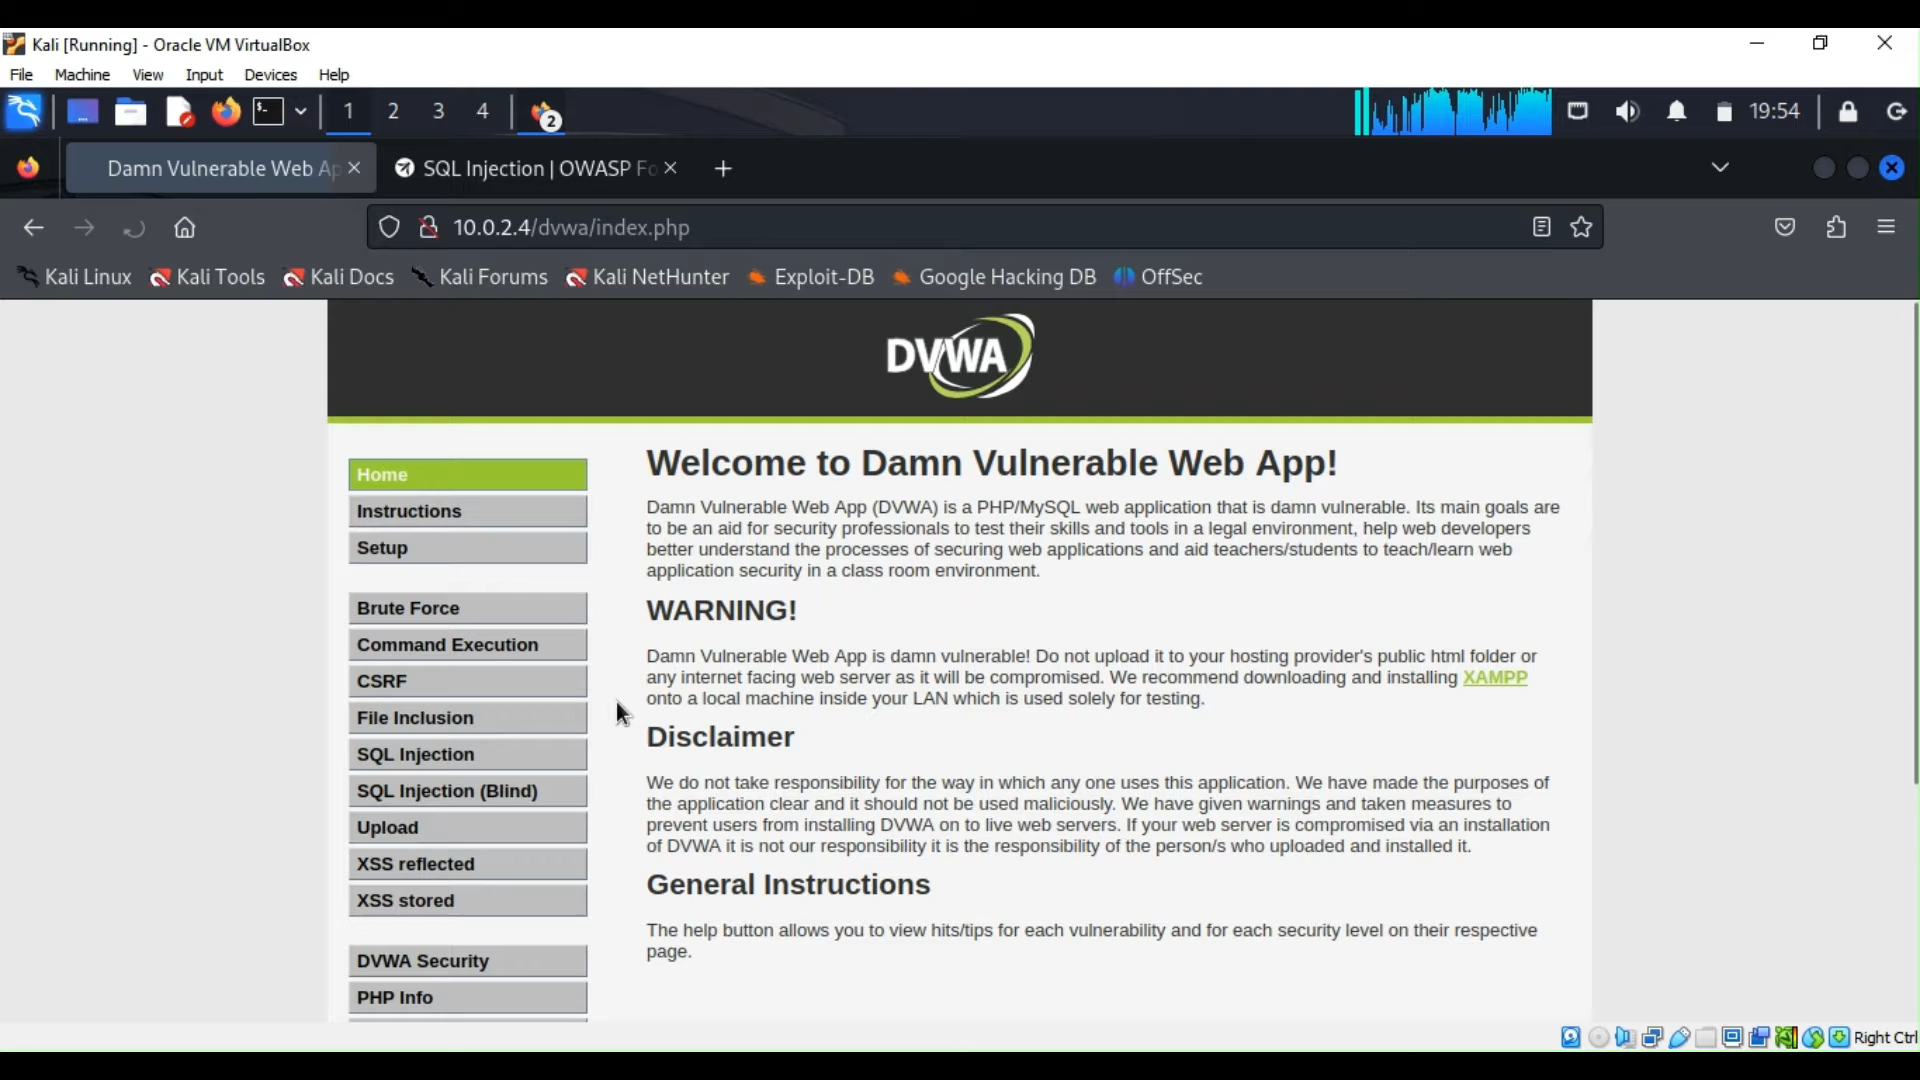 Kali [Running] - Oracle VM VirtualBox
File Machine View Input Devices Help
1 2 3 4 2 19:54
Damn Vulnerable Web Ap SQL Injection | OWASP Fo
10.0.2.4/dvwa/index.php
Kali Linux Kali Tools Kali Docs Kali Forums Kali NetHunter Exploit-DB Google Hacking DB OffSec
DVWA
Home
Instructions
Setup
Brute Force
Command Execution
CSRF
File Inclusion
SQL Injection
SQL Injection (Blind)
Upload
XSS reflected
XSS stored
DVWA Security
PHP Info
Welcome to Damn Vulnerable Web App!
Damn Vulnerable Web App (DVWA) is a PHP/MySQL web application that is damn vulnerable. Its main goals are
to be an aid for security professionals to test their skills and tools in a legal environment, help web developers
better understand the processes of securing web applications and aid teachers/students to teach/learn web
application security in a class room environment.
WARNING!
Damn Vulnerable Web App is damn vulnerable! Do not upload it to your hosting provider's public html folder or
any internet facing web server as it will be compromised. We recommend downloading and installing XAMPP
onto a local machine inside your LAN which is used solely for testing.
Disclaimer
We do not take responsibility for the way in which any one uses this application. We have made the purposes of
the application clear and it should not be used maliciously. We have given warnings and taken measures to
prevent users from installing DVWA on to live web servers. If your web server is compromised via an installation
of DVWA it is not our responsibility it is the responsibility of the person/s who uploaded and installed it.
General Instructions
The help button allows you to view hits/tips for each vulnerability and for each security level on their respective
page.
Right Ctrl